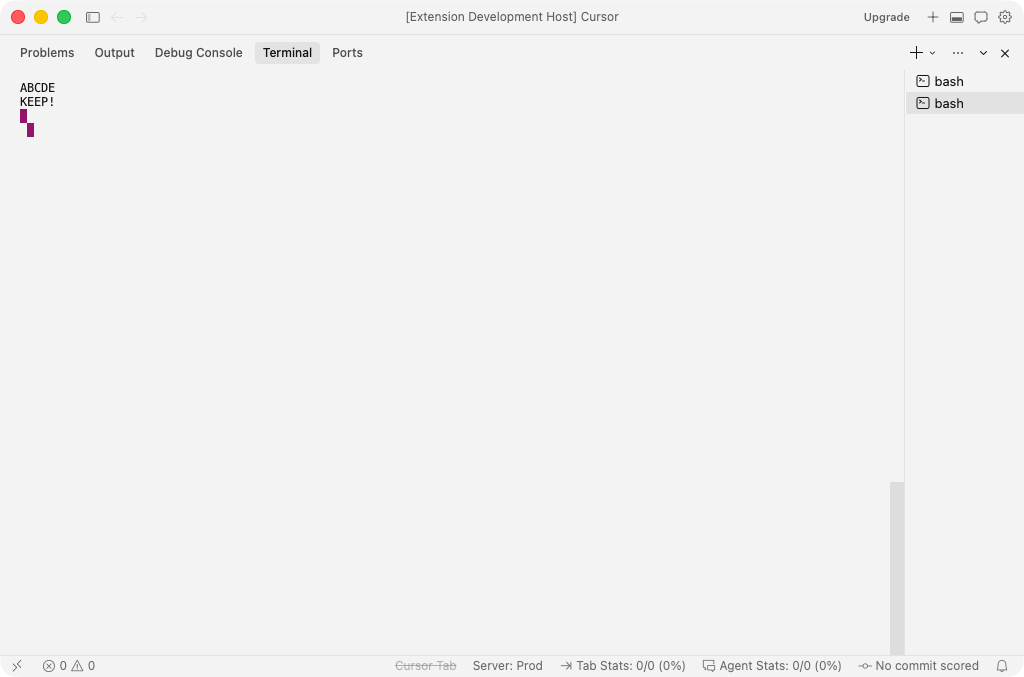 [Extension Development Host] Cursor
Upgrade
Problems Output Debug Console Terminal Ports
ABCDE
KEEP!
bash
bash
0 0 Cursor Tab Server: Prod Tab Stats: 0/0 (0%) Agent Stats: 0/0 (0%) No commit scored